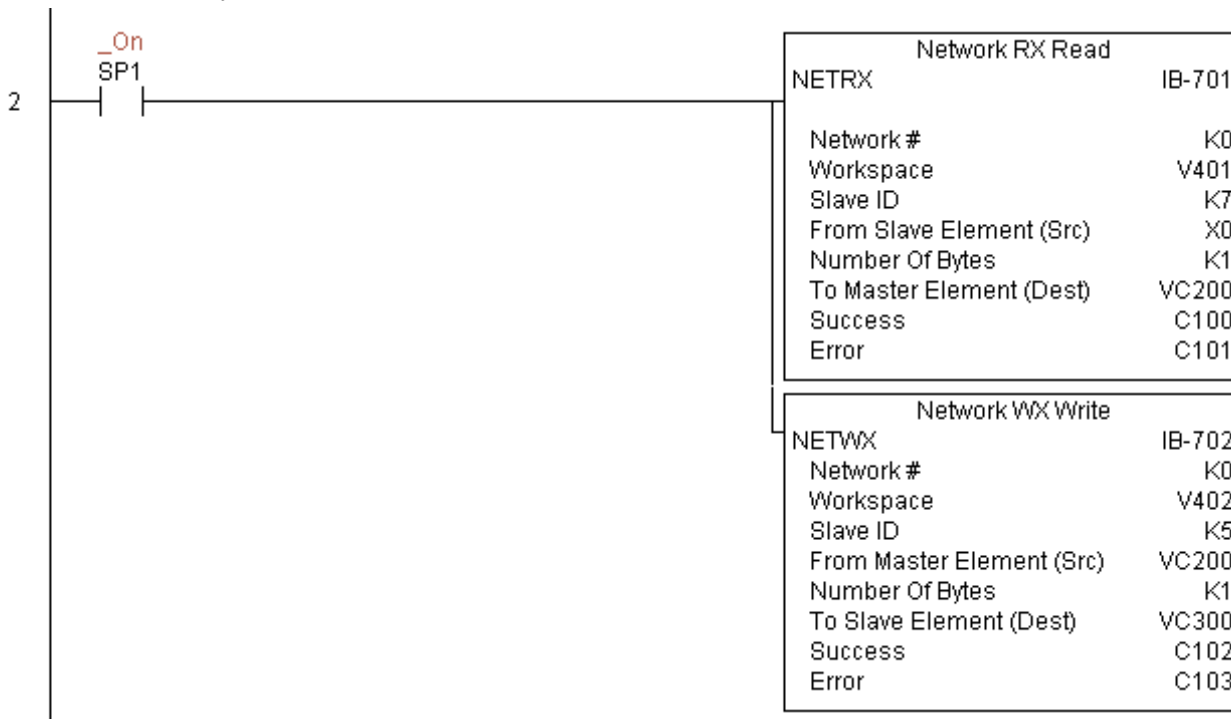 _On
SP1
2
Network RX Read
NETRX IB-701
Network # K0
Workspace V401
Slave ID K7
From Slave Element (Src) X0
Number Of Bytes K1
To Master Element (Dest) VC200
Success C100
Error C101
Network WX Write
NETWX IB-702
Network # K0
Workspace V402
Slave ID K5
From Master Element (Src) VC200
Number Of Bytes K1
To Slave Element (Dest) VC300
Success C102
Error C103